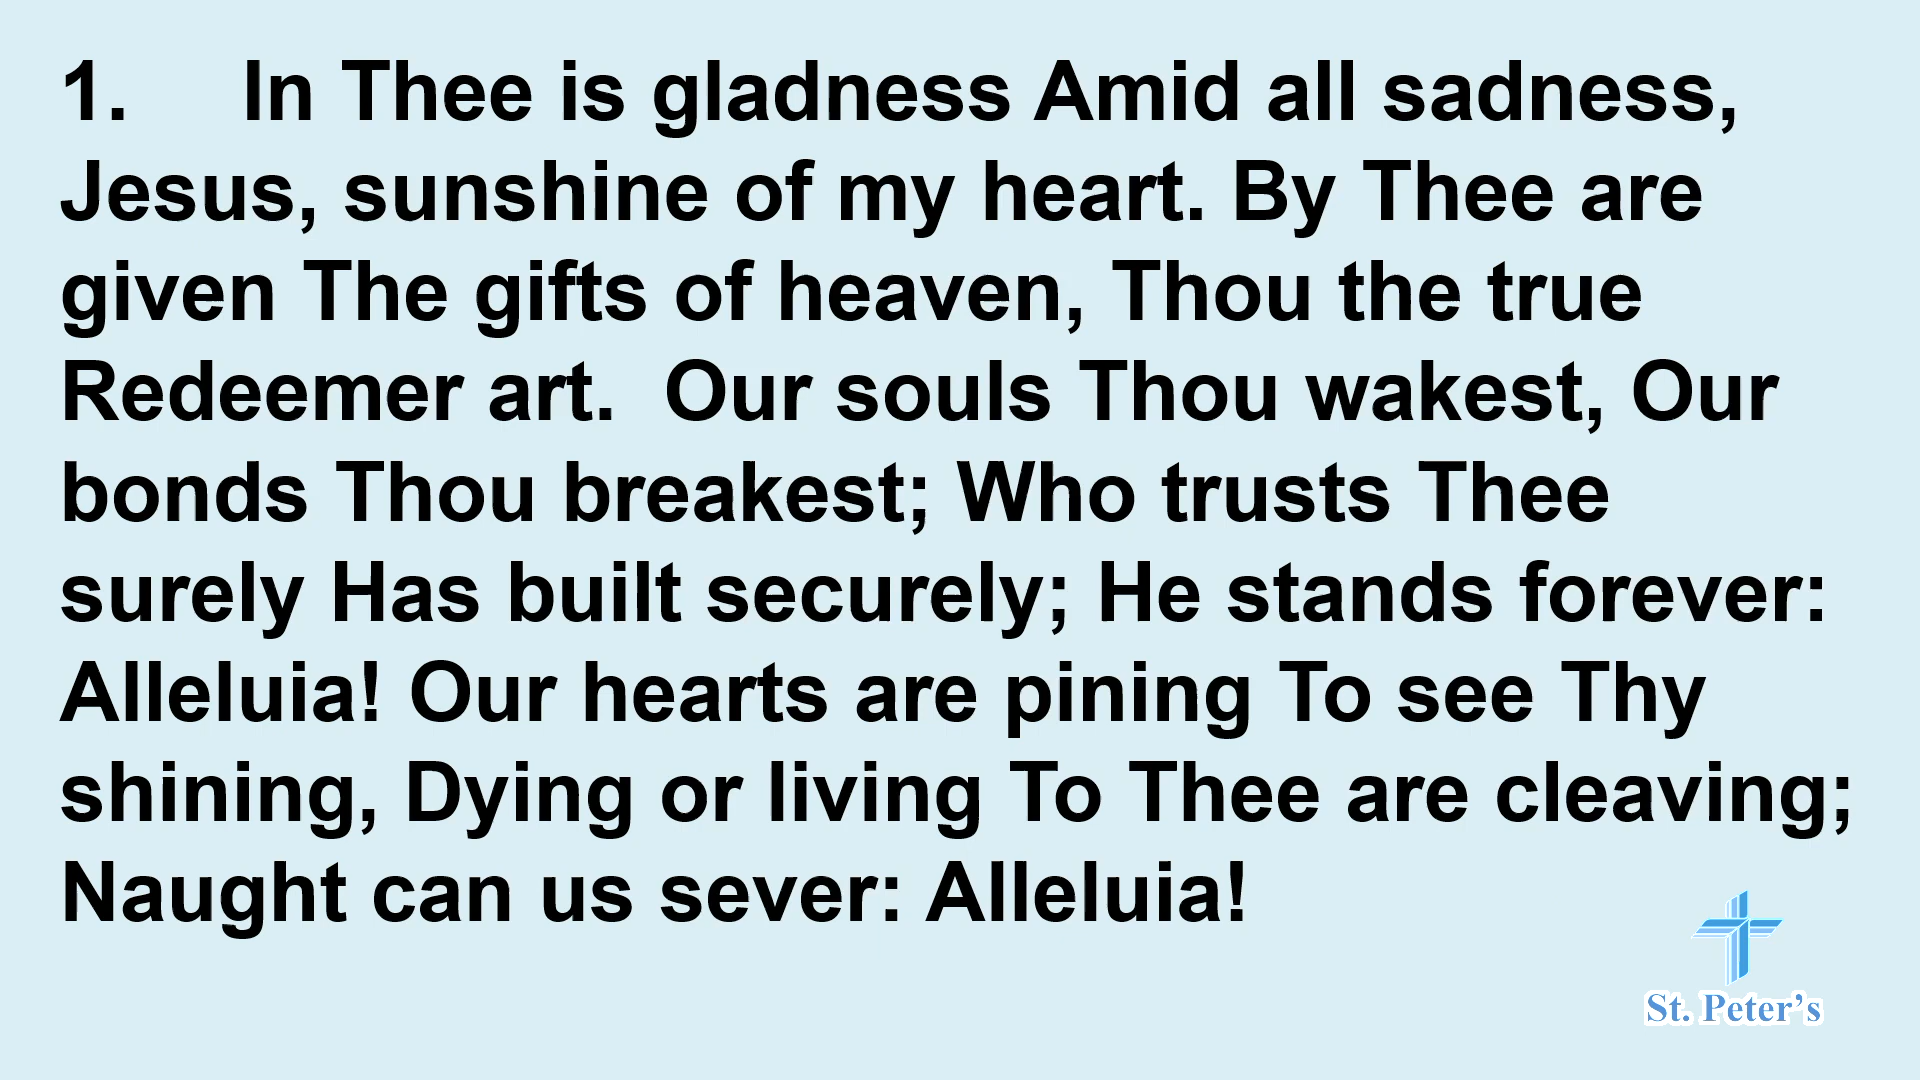 1. In Thee is gladness Amid all sadness,
Jesus, sunshine of my heart. By Thee are
given The gifts of heaven, Thou the true
Redeemer art. Our souls Thou wakest, Our
bonds Thou breakest; Who trusts Thee
surely Has built securely; He stands forever:
Alleluia! Our hearts are pining To see Thy
shining, Dying or living To Thee are cleaving;
Naught can us sever: Alleluia!
St. Peter’s